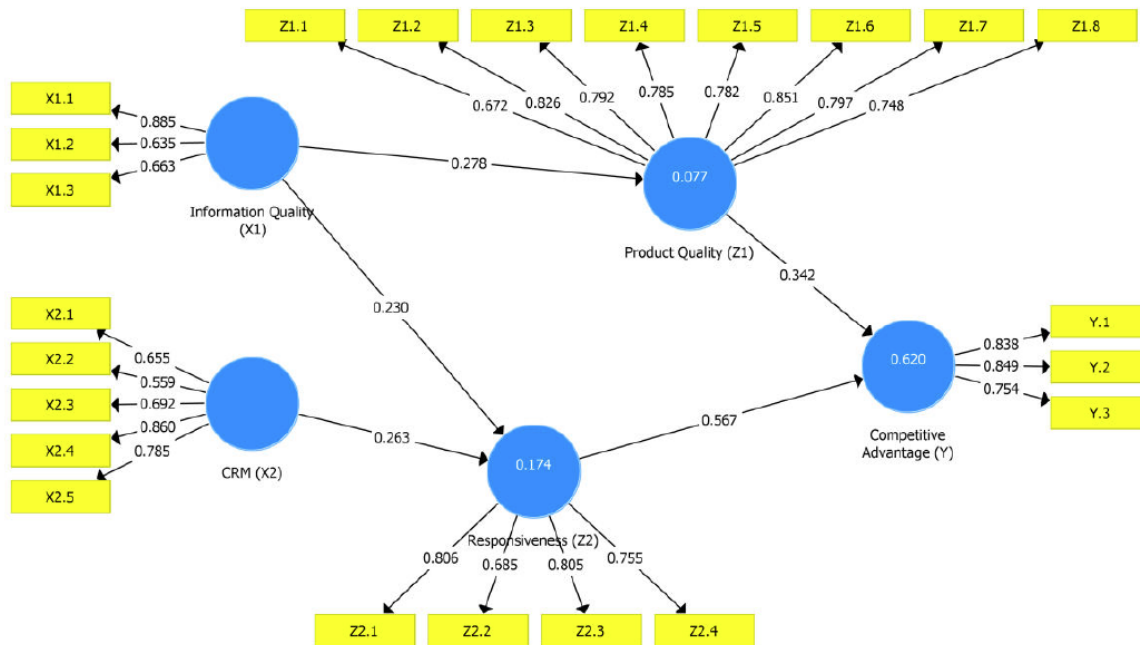 Z1.1 Z1.2 Z1.3 Z1.4 Z1.5 Z1.6 Z1.7 Z1.8
0.672 0.826 0.792 0.785 0.782 0.851 0.797 0.748
X1.1
X1.2
X1.3
0.885
0.635
0.663
Information Quality
(X1)
0.278
0.077
Product Quality (Z1)
0.230
0.342
X2.1
X2.2
X2.3
X2.4
X2.5
0.655
0.559
0.692
0.860
0.785
CRM (X2)
0.263
0.174
Responsiveness (Z2)
0.567
0.620
Competitive
Advantage (Y)
0.838
0.849
0.754
Y.1
Y.2
Y.3
0.806 0.685 0.805 0.755
Z2.1 Z2.2 Z2.3 Z2.4